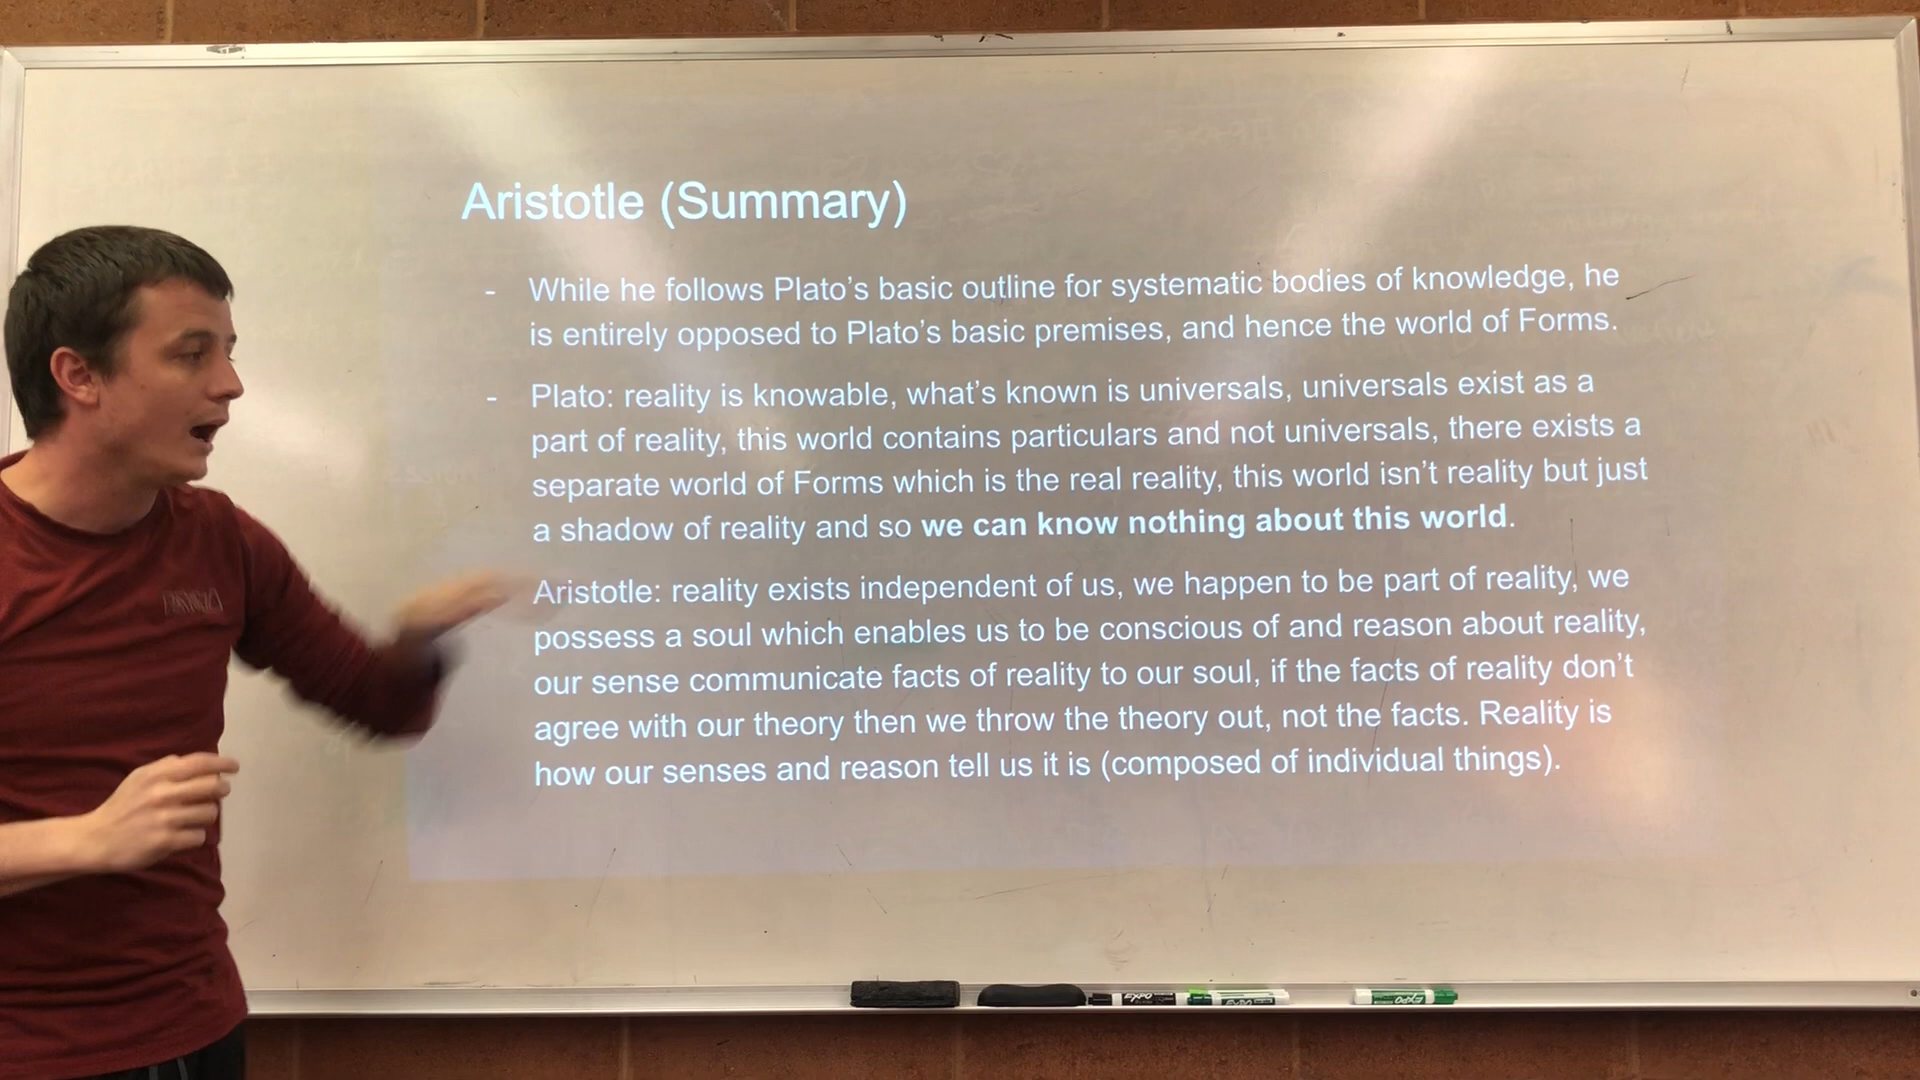 Aristotle (Summary)
- While he follows Plato's basic outline for systematic bodies of knowledge, he
is entirely opposed to Plato's basic premises, and hence the world of Forms.
- Plato: reality is knowable, what's known is universals, universals exist as a
part of reality, this world contains particulars and not universals, there exists a
separate world of Forms which is the real reality, this world isn't reality but just
a shadow of reality and so we can know nothing about this world.
Aristotle: reality exists independent of us, we happen to be part of reality, we
possess a soul which enables us to be conscious of and reason about reality,
our sense communicate facts of reality to our soul, if the facts of reality don't
agree with our theory then we throw the theory out, not the facts. Reality is
how our senses and reason tell us it is (composed of individual things).
EXPO
EXPO